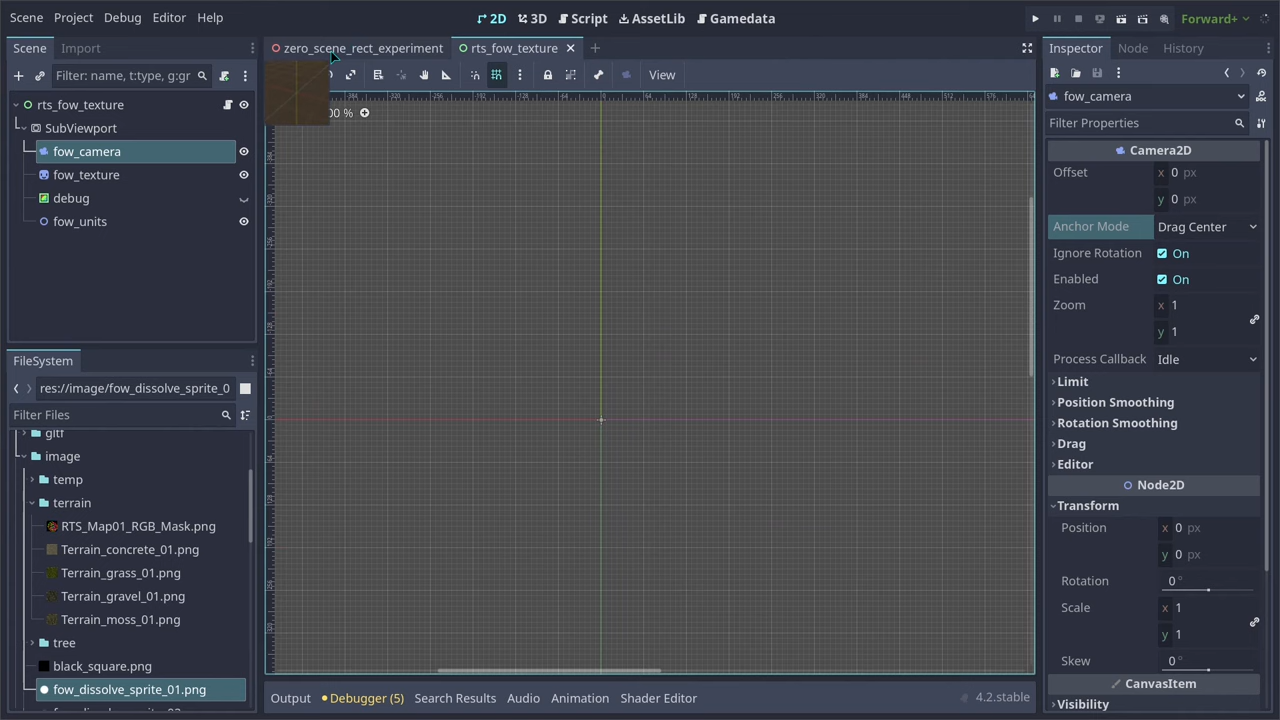 Scene Project Debug Editor Help
2D 3D Script AssetLib Gamedata
Forward+
Scene Import
zero_scene_rect_experiment
rts_fow_texture
Inspector Node History
Filter: name, t:type, g:gr
View
rts_fow_texture
SubViewport
fow_camera
fow_texture
debug
fow_units
00 %
fow_camera
Filter Properties
Camera2D
Offset x 0 px
y 0 px
Anchor Mode Drag Center
Ignore Rotation On
Enabled On
Zoom x 1
y 1
Process Callback Idle
Limit
Position Smoothing
Rotation Smoothing
Drag
Editor
Node2D
Transform
Position x 0 px
y 0 px
Rotation 0 °
Scale x 1
y 1
Skew 0 °
CanvasItem
Visibility
FileSystem
res://image/fow_dissolve_sprite_0
Filter Files
gltf
image
temp
terrain
RTS_Map01_RGB_Mask.png
Terrain_concrete_01.png
Terrain_grass_01.png
Terrain_gravel_01.png
Terrain_moss_01.png
tree
black_square.png
fow_dissolve_sprite_01.png
Output Debugger (5) Search Results Audio Animation Shader Editor
4.2.stable